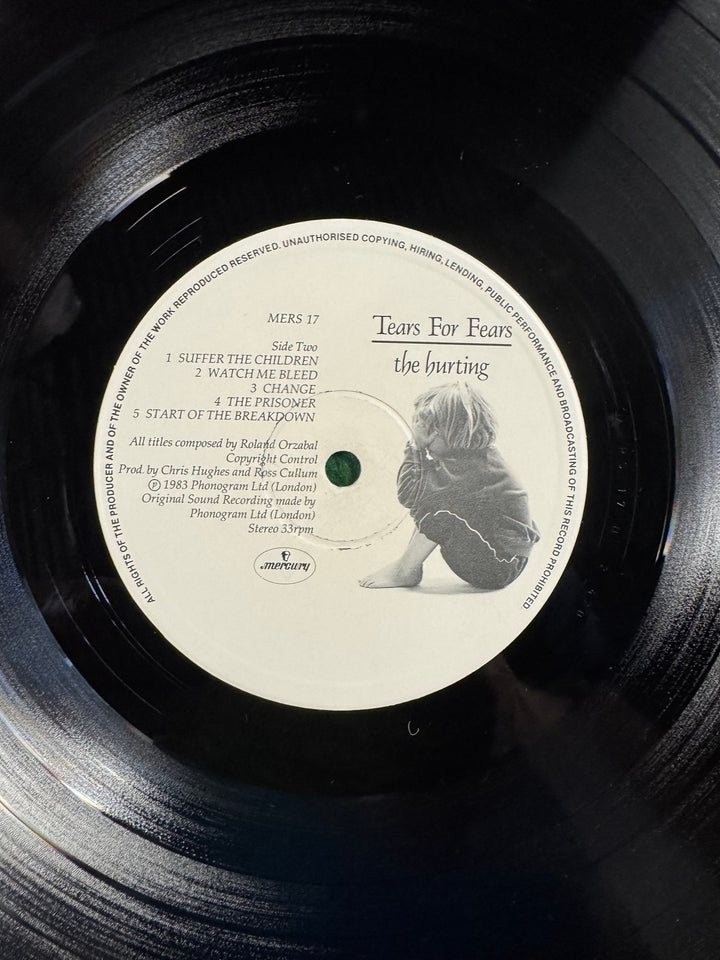 ALL RIGHTS OF THE PRODUCER AND OF THE OWNER OF THE WORK REPRODUCED RESERVED. UNAUTHORISED COPYING, HIRING, LENDING, PUBLIC PERFORMANCE AND BROADCASTING OF THIS RECORD PROHIBITED.
MERS 17
Side Two
1 SUFFER THE CHILDREN
2 WATCH ME BLEED
3 CHANGE
4 THE PRISONER
5 START OF THE BREAKDOWN
All titles composed by Roland Orzabal
Copyright Control
Prod. by Chris Hughes and Ross Cullum
℗ 1983 Phonogram Ltd (London)
Original Sound Recording made by
Phonogram Ltd (London)
Stereo 33rpm
mercury
Tears For Fears
the hurting